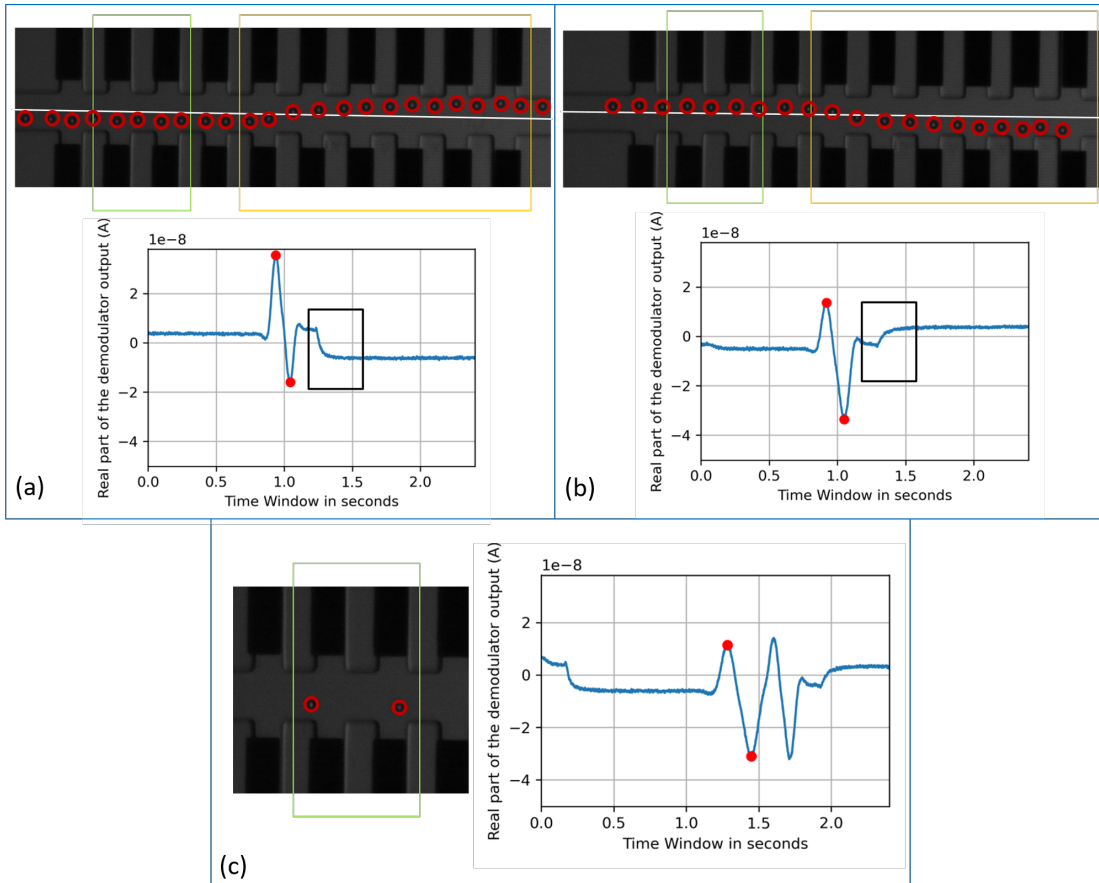 1e−8
Real part of the demodulator output (A)
2
0
−2
−4
0.0 0.5 1.0 1.5 2.0
Time Window in seconds
(a)
1e−8
Real part of the demodulator output (A)
2
0
−2
−4
0.0 0.5 1.0 1.5 2.0
Time Window in seconds
(b)
1e−8
Real part of the demodulator output (A)
2
0
−2
−4
0.0 0.5 1.0 1.5 2.0
Time Window in seconds
(c)